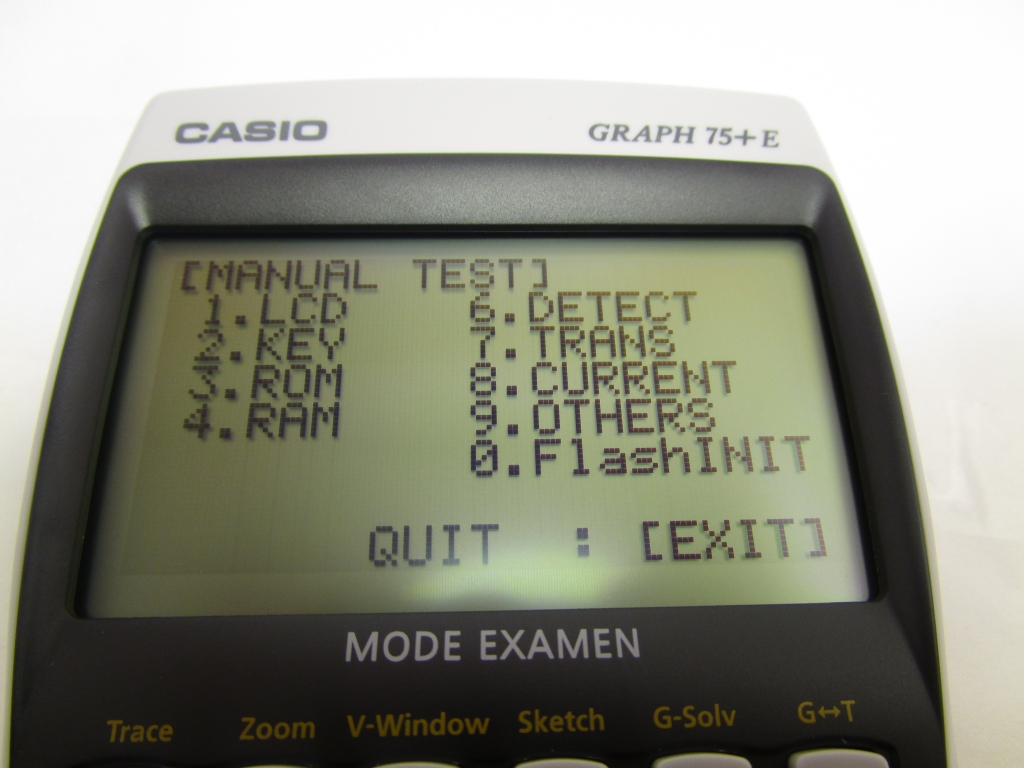 CASIO GRAPH 75+E
[MANUAL TEST]
1.LCD 6.DETECT
2.KEY 7.TRANS
3.ROM 8.CURRENT
4.RAM 9.OTHERS
0.FlashINIT
QUIT : [EXIT]
MODE EXAMEN
Trace Zoom V-Window Sketch G-Solv G↔T